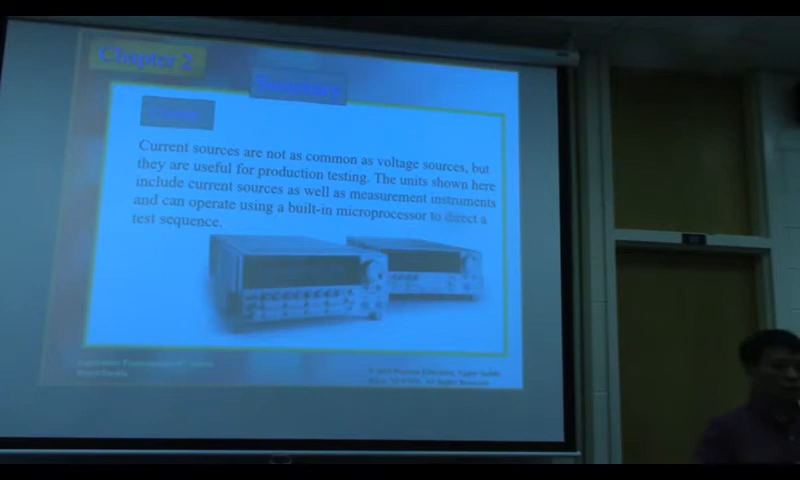 Chapter 2
Summary
Current sources are not as common as voltage sources, but
they are useful for production testing. The units shown here
include current sources as well as measurement instruments
and can operate using a built-in microprocessor to direct a
test sequence.